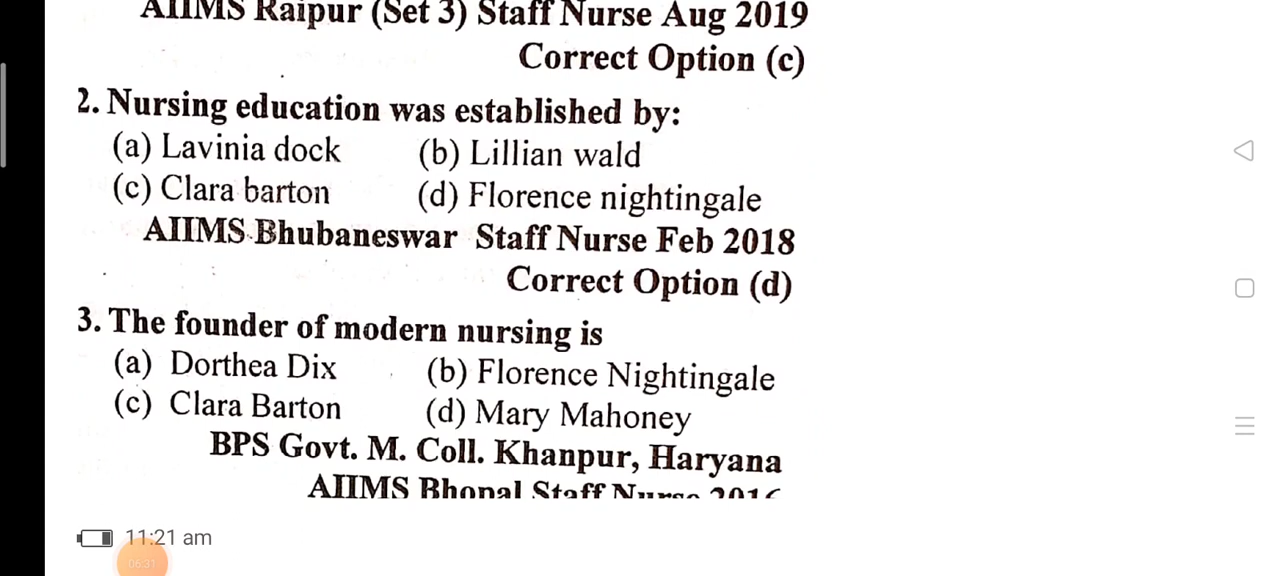 AIIMS Raipur (Set 3) Staff Nurse Aug 2019
Correct Option (c)
2. Nursing education was established by:
(a) Lavinia dock (b) Lillian wald
(c) Clara barton (d) Florence nightingale
AIIMS Bhubaneswar Staff Nurse Feb 2018
Correct Option (d)
3. The founder of modern nursing is
(a) Dorthea Dix (b) Florence Nightingale
(c) Clara Barton (d) Mary Mahoney
BPS Govt. M. Coll. Khanpur, Haryana
AIIMS Bhopal Staff Nurse 2016
11:21 am
06:31